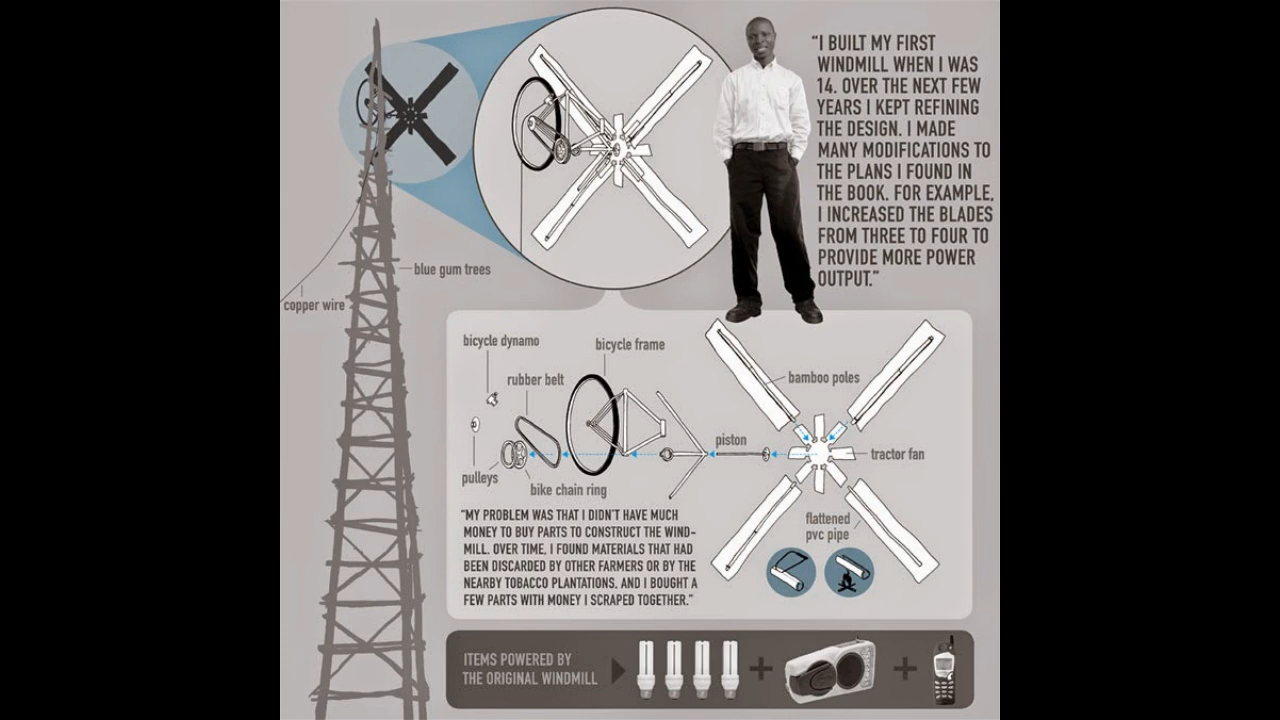 “I BUILT MY FIRST
WINDMILL WHEN I WAS
14. OVER THE NEXT FEW
YEARS I KEPT REFINING
THE DESIGN. I MADE
MANY MODIFICATIONS TO
THE PLANS I FOUND IN
THE BOOK. FOR EXAMPLE,
I INCREASED THE BLADES
FROM THREE TO FOUR TO
PROVIDE MORE POWER
OUTPUT.”
blue gum trees
copper wire
bicycle dynamo
bicycle frame
rubber belt
bamboo poles
piston
tractor fan
pulleys
bike chain ring
flattened
pvc pipe
“MY PROBLEM WAS THAT I DIDN’T HAVE MUCH
MONEY TO BUY PARTS TO CONSTRUCT THE WIND-
MILL. OVER TIME, I FOUND MATERIALS THAT HAD
BEEN DISCARDED BY OTHER FARMERS OR BY THE
NEARBY TOBACCO PLANTATIONS, AND I BOUGHT A
FEW PARTS WITH MONEY I SCRAPED TOGETHER.”
ITEMS POWERED BY
THE ORIGINAL WINDMILL